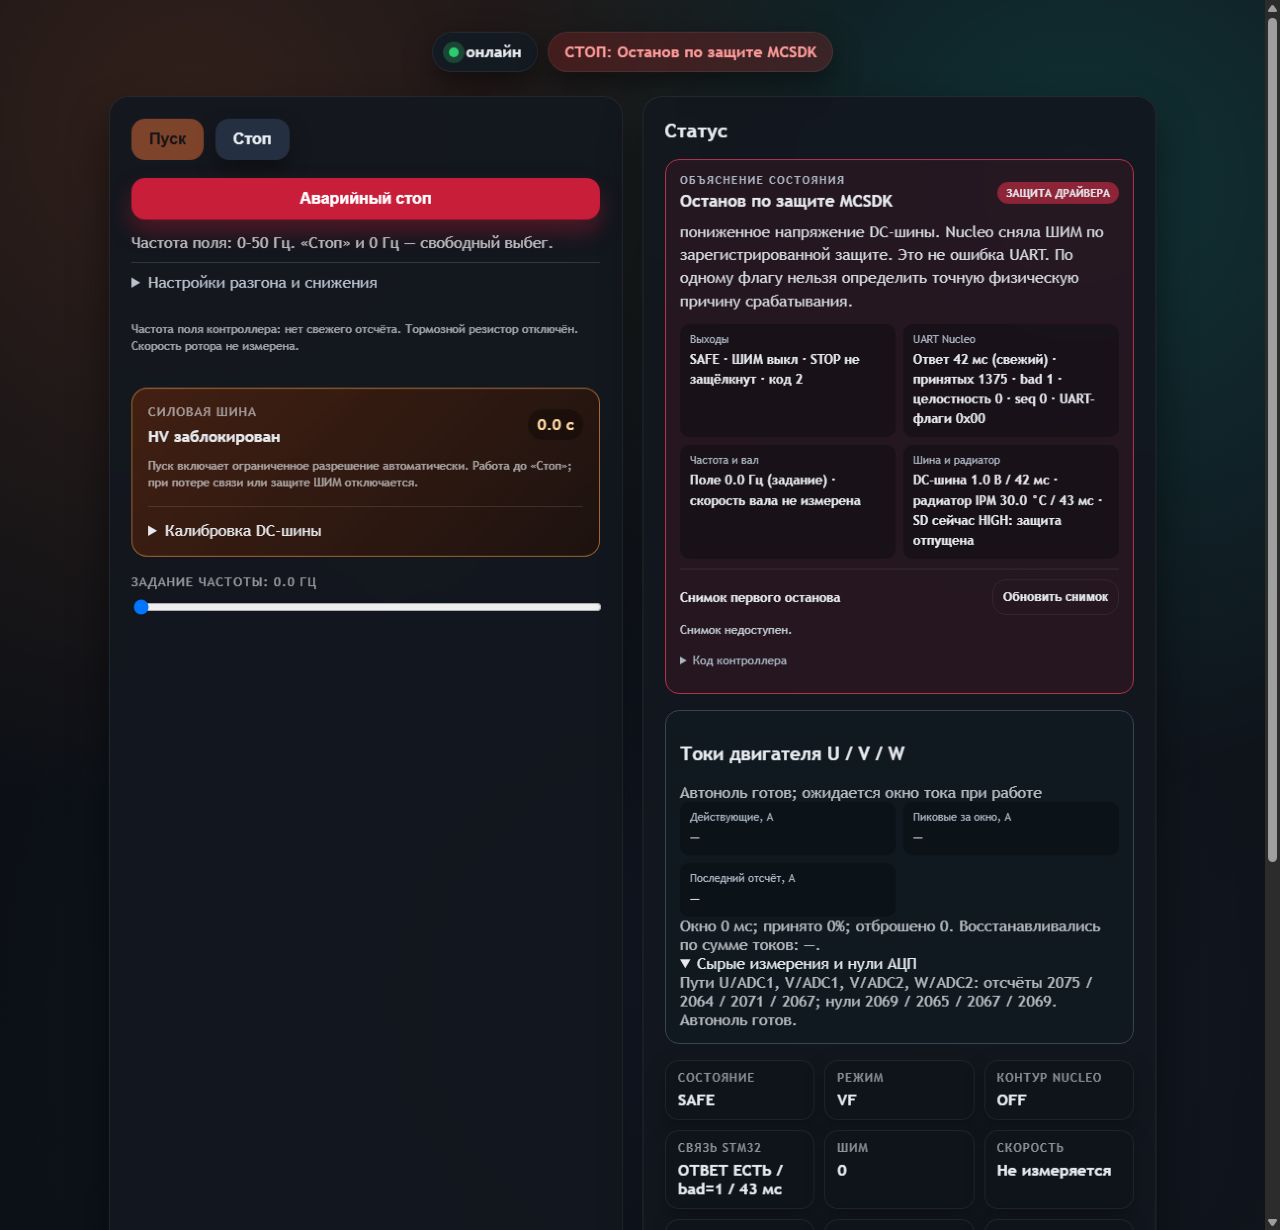 онлайн
СТОП: Останов по защите MCSDK
Пуск
Стоп
Аварийный стоп
Частота поля: 0-50 Гц. «Стоп» и 0 Гц — свободный выбег.
Настройки разгона и снижения
Частота поля контроллера: нет свежего отсчёта. Тормозной резистор отключён.
Скорость ротора не измерена.
СИЛОВАЯ ШИНА
HV заблокирован
0.0 с
Пуск включает ограниченное разрешение автоматически. Работа до «Стоп»;
при потере связи или защите ШИМ отключается.
Калибровка DC-шины
ЗАДАНИЕ ЧАСТОТЫ: 0.0 ГЦ
Статус
ОБЪЯСНЕНИЕ СОСТОЯНИЯ
Останов по защите MCSDK
ЗАЩИТА ДРАЙВЕРА
пониженное напряжение DC-шины. Nucleo сняла ШИМ по
зарегистрированной защите. Это не ошибка UART. По
одному флагу нельзя определить точную физическую
причину срабатывания.
Выходы
SAFE · ШИМ выкл · STOP не
защёлкнут · код 2
UART Nucleo
Ответ 42 мс (свежий) ·
принятых 1375 · bad 1 ·
целостность 0 · seq 0 · UART-
флаги 0x00
Частота и вал
Поле 0.0 Гц (задание) ·
скорость вала не измерена
Шина и радиатор
DC-шина 1.0 В / 42 мс ·
радиатор IPM 30.0 °C / 43 мс ·
SD сейчас HIGH: защита
отпущена
Снимок первого останова
Обновить снимок
Снимок недоступен.
Код контроллера
Токи двигателя U / V / W
Автоноль готов; ожидается окно тока при работе
Действующие, А
—
Пиковые за окно, А
—
Последний отсчёт, А
—
Окно 0 мс; принято 0%; отброшено 0. Восстанавливались
по сумме токов: —.
Сырые измерения и нули АЦП
Пути U/ADC1, V/ADC1, V/ADC2, W/ADC2: отсчёты 2075 /
2064 / 2071 / 2067; нули 2069 / 2065 / 2067 / 2069.
Автоноль готов.
СОСТОЯНИЕ
SAFE
РЕЖИМ
VF
КОНТУР NUCLEO
OFF
СВЯЗЬ STM32
ОТВЕТ ЕСТЬ /
bad=1 / 43 мс
ШИМ
0
СКОРОСТЬ
Не измеряется